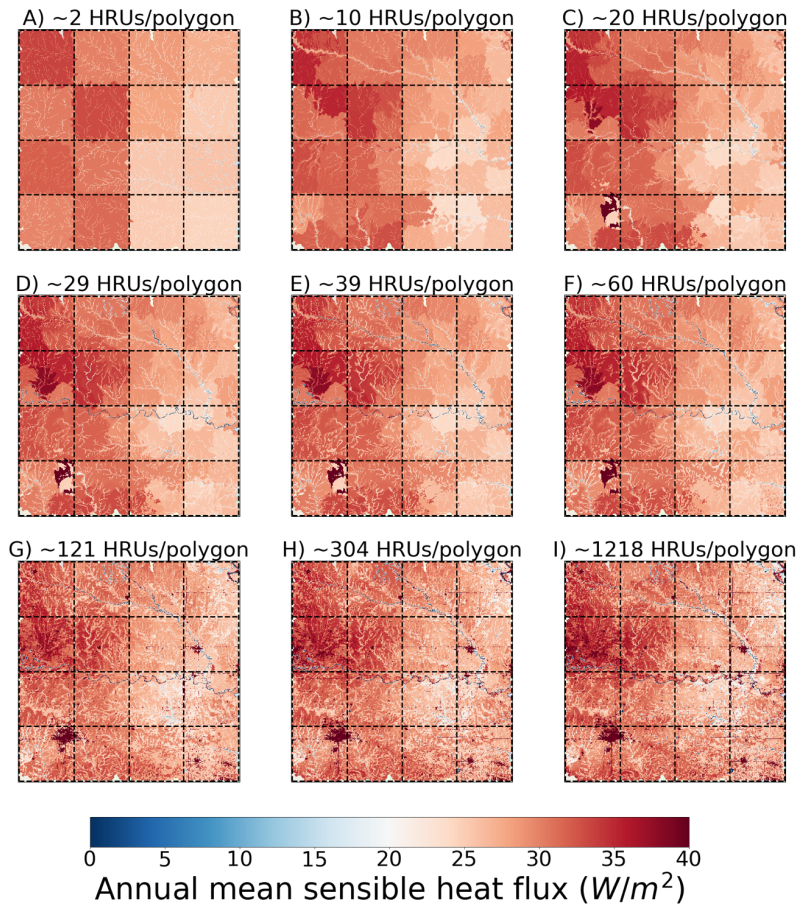 A) ~2 HRUs/polygon
B) ~10 HRUs/polygon
C) ~20 HRUs/polygon
D) ~29 HRUs/polygon
E) ~39 HRUs/polygon
F) ~60 HRUs/polygon
G) ~121 HRUs/polygon
H) ~304 HRUs/polygon
I) ~1218 HRUs/polygon
0 5 10 15 20 25 30 35 40
Annual mean sensible heat flux (W/m²)